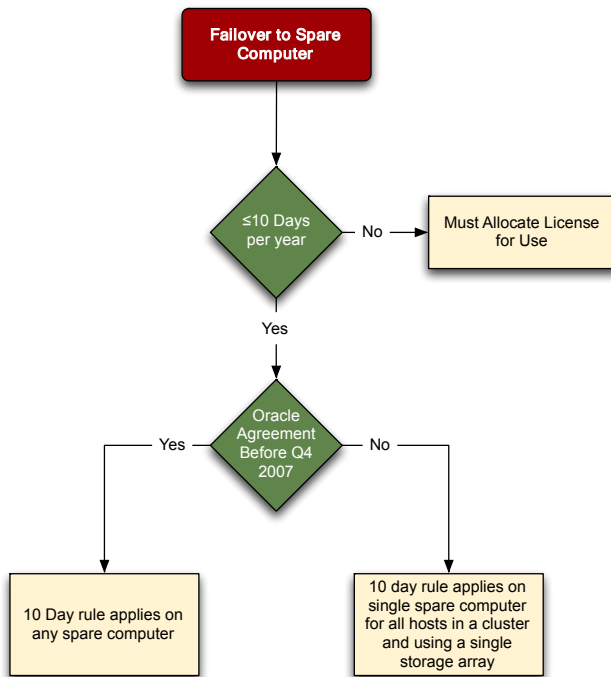 Failover to Spare
Computer
≤10 Days
per year
No
Must Allocate License
for Use
Yes
Oracle
Agreement
Before Q4
2007
Yes
No
10 Day rule applies on
any spare computer
10 day rule applies on
single spare computer
for all hosts in a cluster
and using a single
storage array